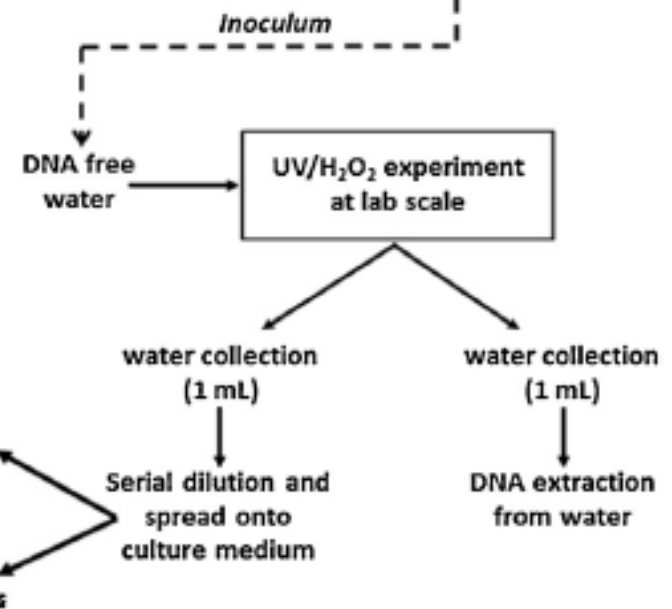 Inoculum
DNA free
water
UV/H₂O₂ experiment
at lab scale
water collection
(1 mL)
water collection
(1 mL)
Serial dilution and
spread onto
culture medium
DNA extraction
from water